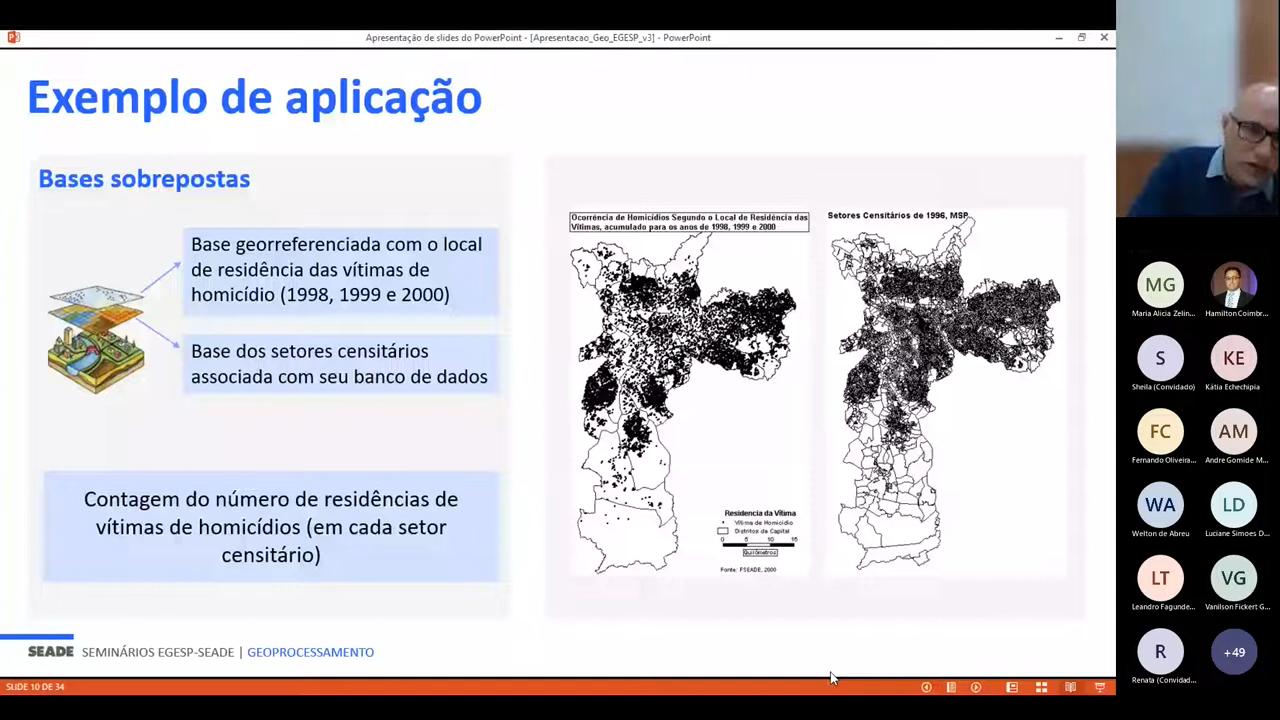 Apresentação de slides do PowerPoint - [Apresentacao_Geo_EGESP_v3] - PowerPoint
Exemplo de aplicação
Bases sobrepostas
Base georreferenciada com o local
de residência das vítimas de
homicídio (1998, 1999 e 2000)
Base dos setores censitários
associada com seu banco de dados
Contagem do número de residências de
vítimas de homicídios (em cada setor
censitário)
Ocorrência de Homicídios Segundo o Local de Residência das
Vítimas, acumulado para os anos de 1998, 1999 e 2000
Residencia da Vítima
Vítima de Homicídio
Distritos da Capital
0 5 10 15
Quilômetros
Fonte: FSEADE, 2000
Setores Censitários de 1996, MSP
SEADE SEMINÁRIOS EGESP-SEADE | GEOPROCESSAMENTO
SLIDE 10 DE 34
MG
Maria Alicia Zelin...
Hamilton Coimbr...
S
Sheila (Convidado)
KE
Kátia Echechipia
FC
Fernando Oliveira...
AM
Andre Gomide M...
WA
Welton de Abreu
LD
Luciane Simoes D...
LT
Leandro Fagunde...
VG
Vanilson Fickert G...
R
Renata (Convidad...
+49